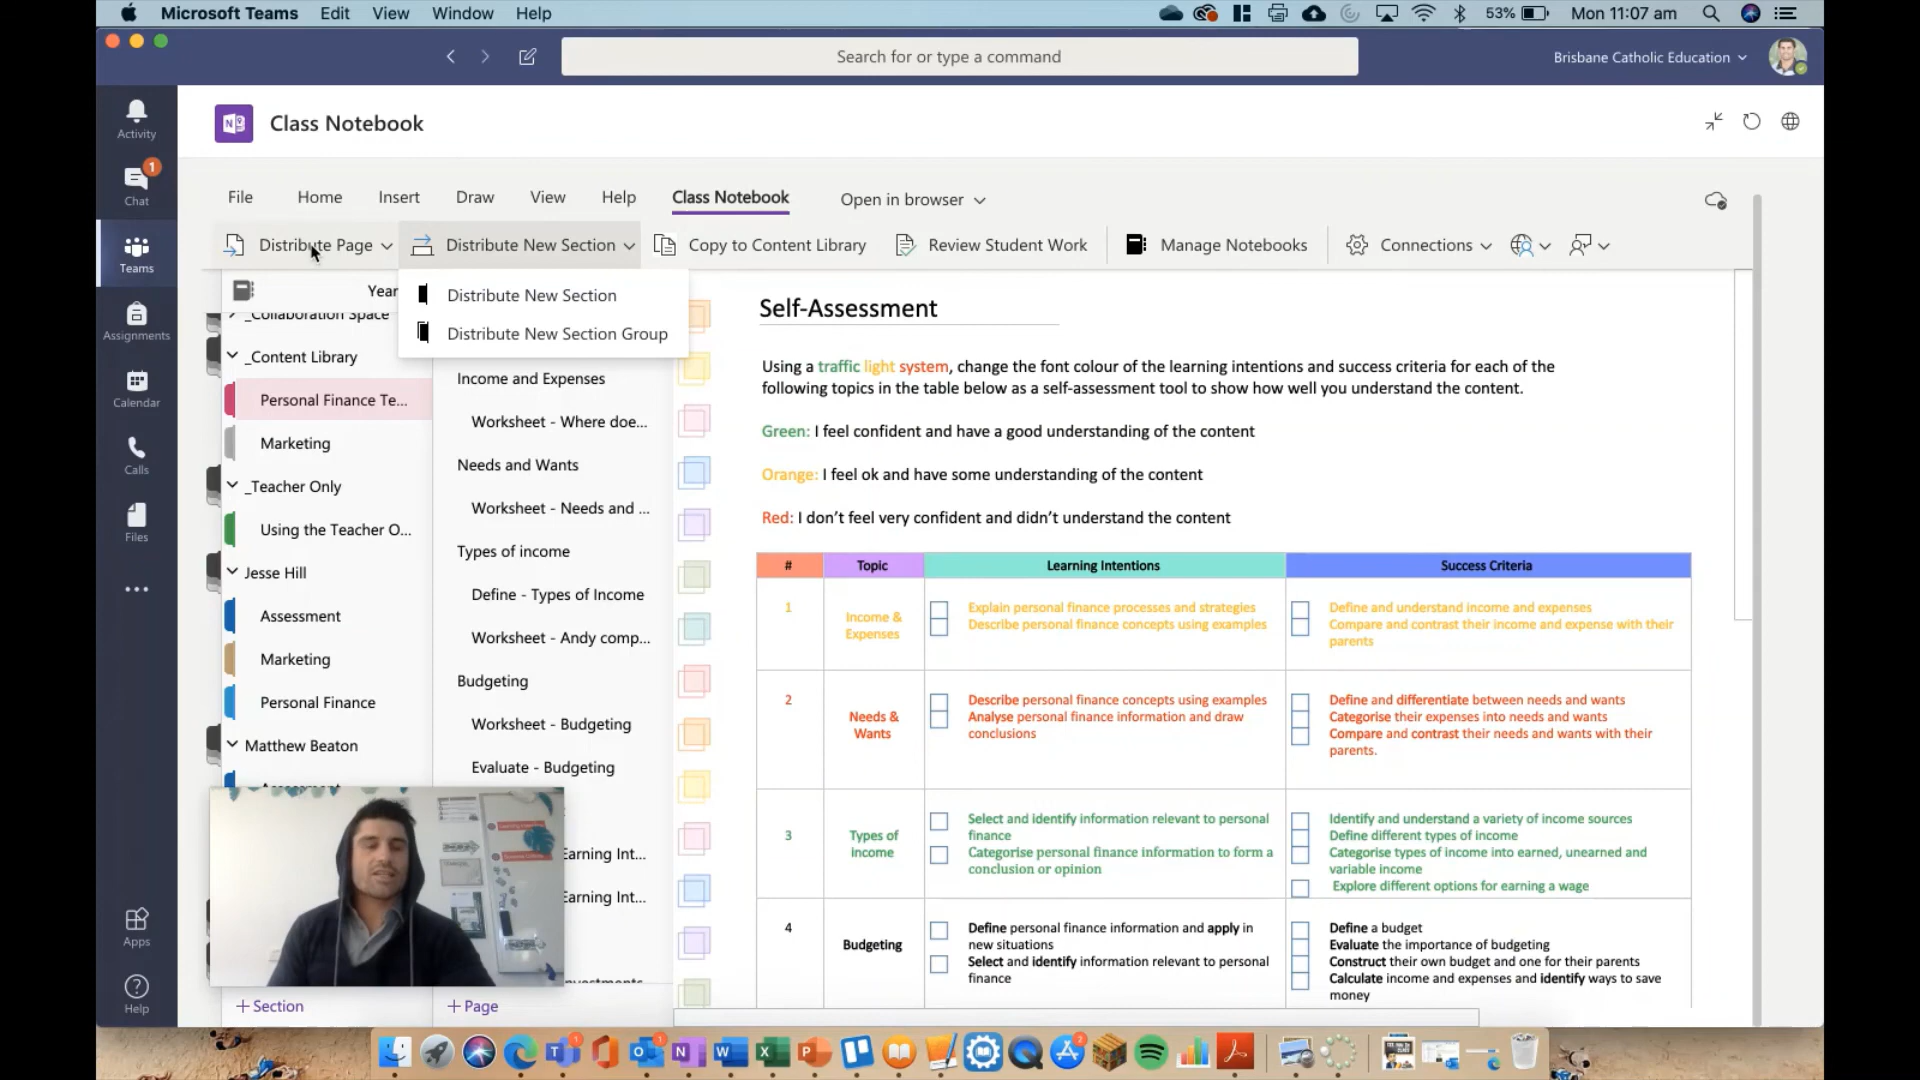 Microsoft Teams Edit View Window Help
53% Mon 11:07 am
Search for or type a command
Brisbane Catholic Education
Class Notebook
File Home Insert Draw View Help Class Notebook Open in browser
Distribute Page Distribute New Section Copy to Content Library Review Student Work Manage Notebooks Connections
Distribute New Section
Distribute New Section Group
Activity
1
Chat
Teams
Assignments
Calendar
Calls
Files
Apps
Help
Year
_Collaboration Space
_Content Library
Personal Finance Te...
Marketing
_Teacher Only
Using the Teacher O...
Jesse Hill
Assessment
Marketing
Personal Finance
Matthew Beaton
+ Section
Income and Expenses
Worksheet - Where doe...
Needs and Wants
Worksheet - Needs and ...
Types of income
Define - Types of Income
Worksheet - Andy comp...
Budgeting
Worksheet - Budgeting
Evaluate - Budgeting
Earning Int...
Earning Int...
+ Page
Self-Assessment
Using a traffic light system, change the font colour of the learning intentions and success criteria for each of the
following topics in the table below as a self-assessment tool to show how well you understand the content.
Green: I feel confident and have a good understanding of the content
Orange: I feel ok and have some understanding of the content
Red: I don't feel very confident and didn't understand the content
# Topic Learning Intentions Success Criteria
1
Income &
Expenses
Explain personal finance processes and strategies
Describe personal finance concepts using examples
Define and understand income and expenses
Compare and contrast their income and expense with their
parents
2
Needs &
Wants
Describe personal finance concepts using examples
Analyse personal finance information and draw
conclusions
Define and differentiate between needs and wants
Categorise their expenses into needs and wants
Compare and contrast their needs and wants with their
parents.
3
Types of
Income
Select and identify information relevant to personal
finance
Categorise personal finance information to form a
conclusion or opinion
Identify and understand a variety of income sources
Define different types of income
Categorise types of income into earned, unearned and
variable income
Explore different options for earning a wage
4
Budgeting
Define personal finance information and apply in
new situations
Select and identify information relevant to personal
finance
Define a budget
Evaluate the importance of budgeting
Construct their own budget and one for their parents
Calculate income and expenses and identify ways to save
money